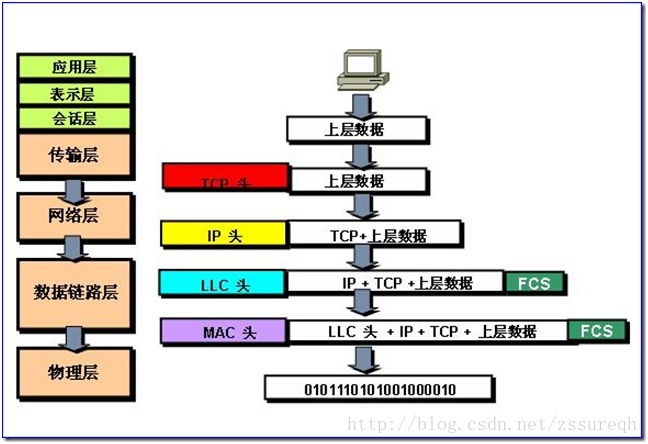 应用层
表示层
会话层
传输层
网络层
数据链路层
物理层
上层数据
TCP 头 上层数据
IP 头 TCP+上层数据
LLC 头 IP + TCP +上层数据 FCS
MAC 头 LLC 头 + IP + TCP + 上层数据 FCS
0101110101001000010
http://blog.csdn.net/zssureqh